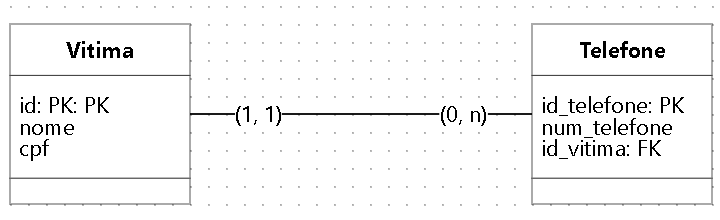 Vitima
id: PK: PK
nome
cpf
(1, 1)
(0, n)
Telefone
id_telefone: PK
num_telefone
id_vitima: FK